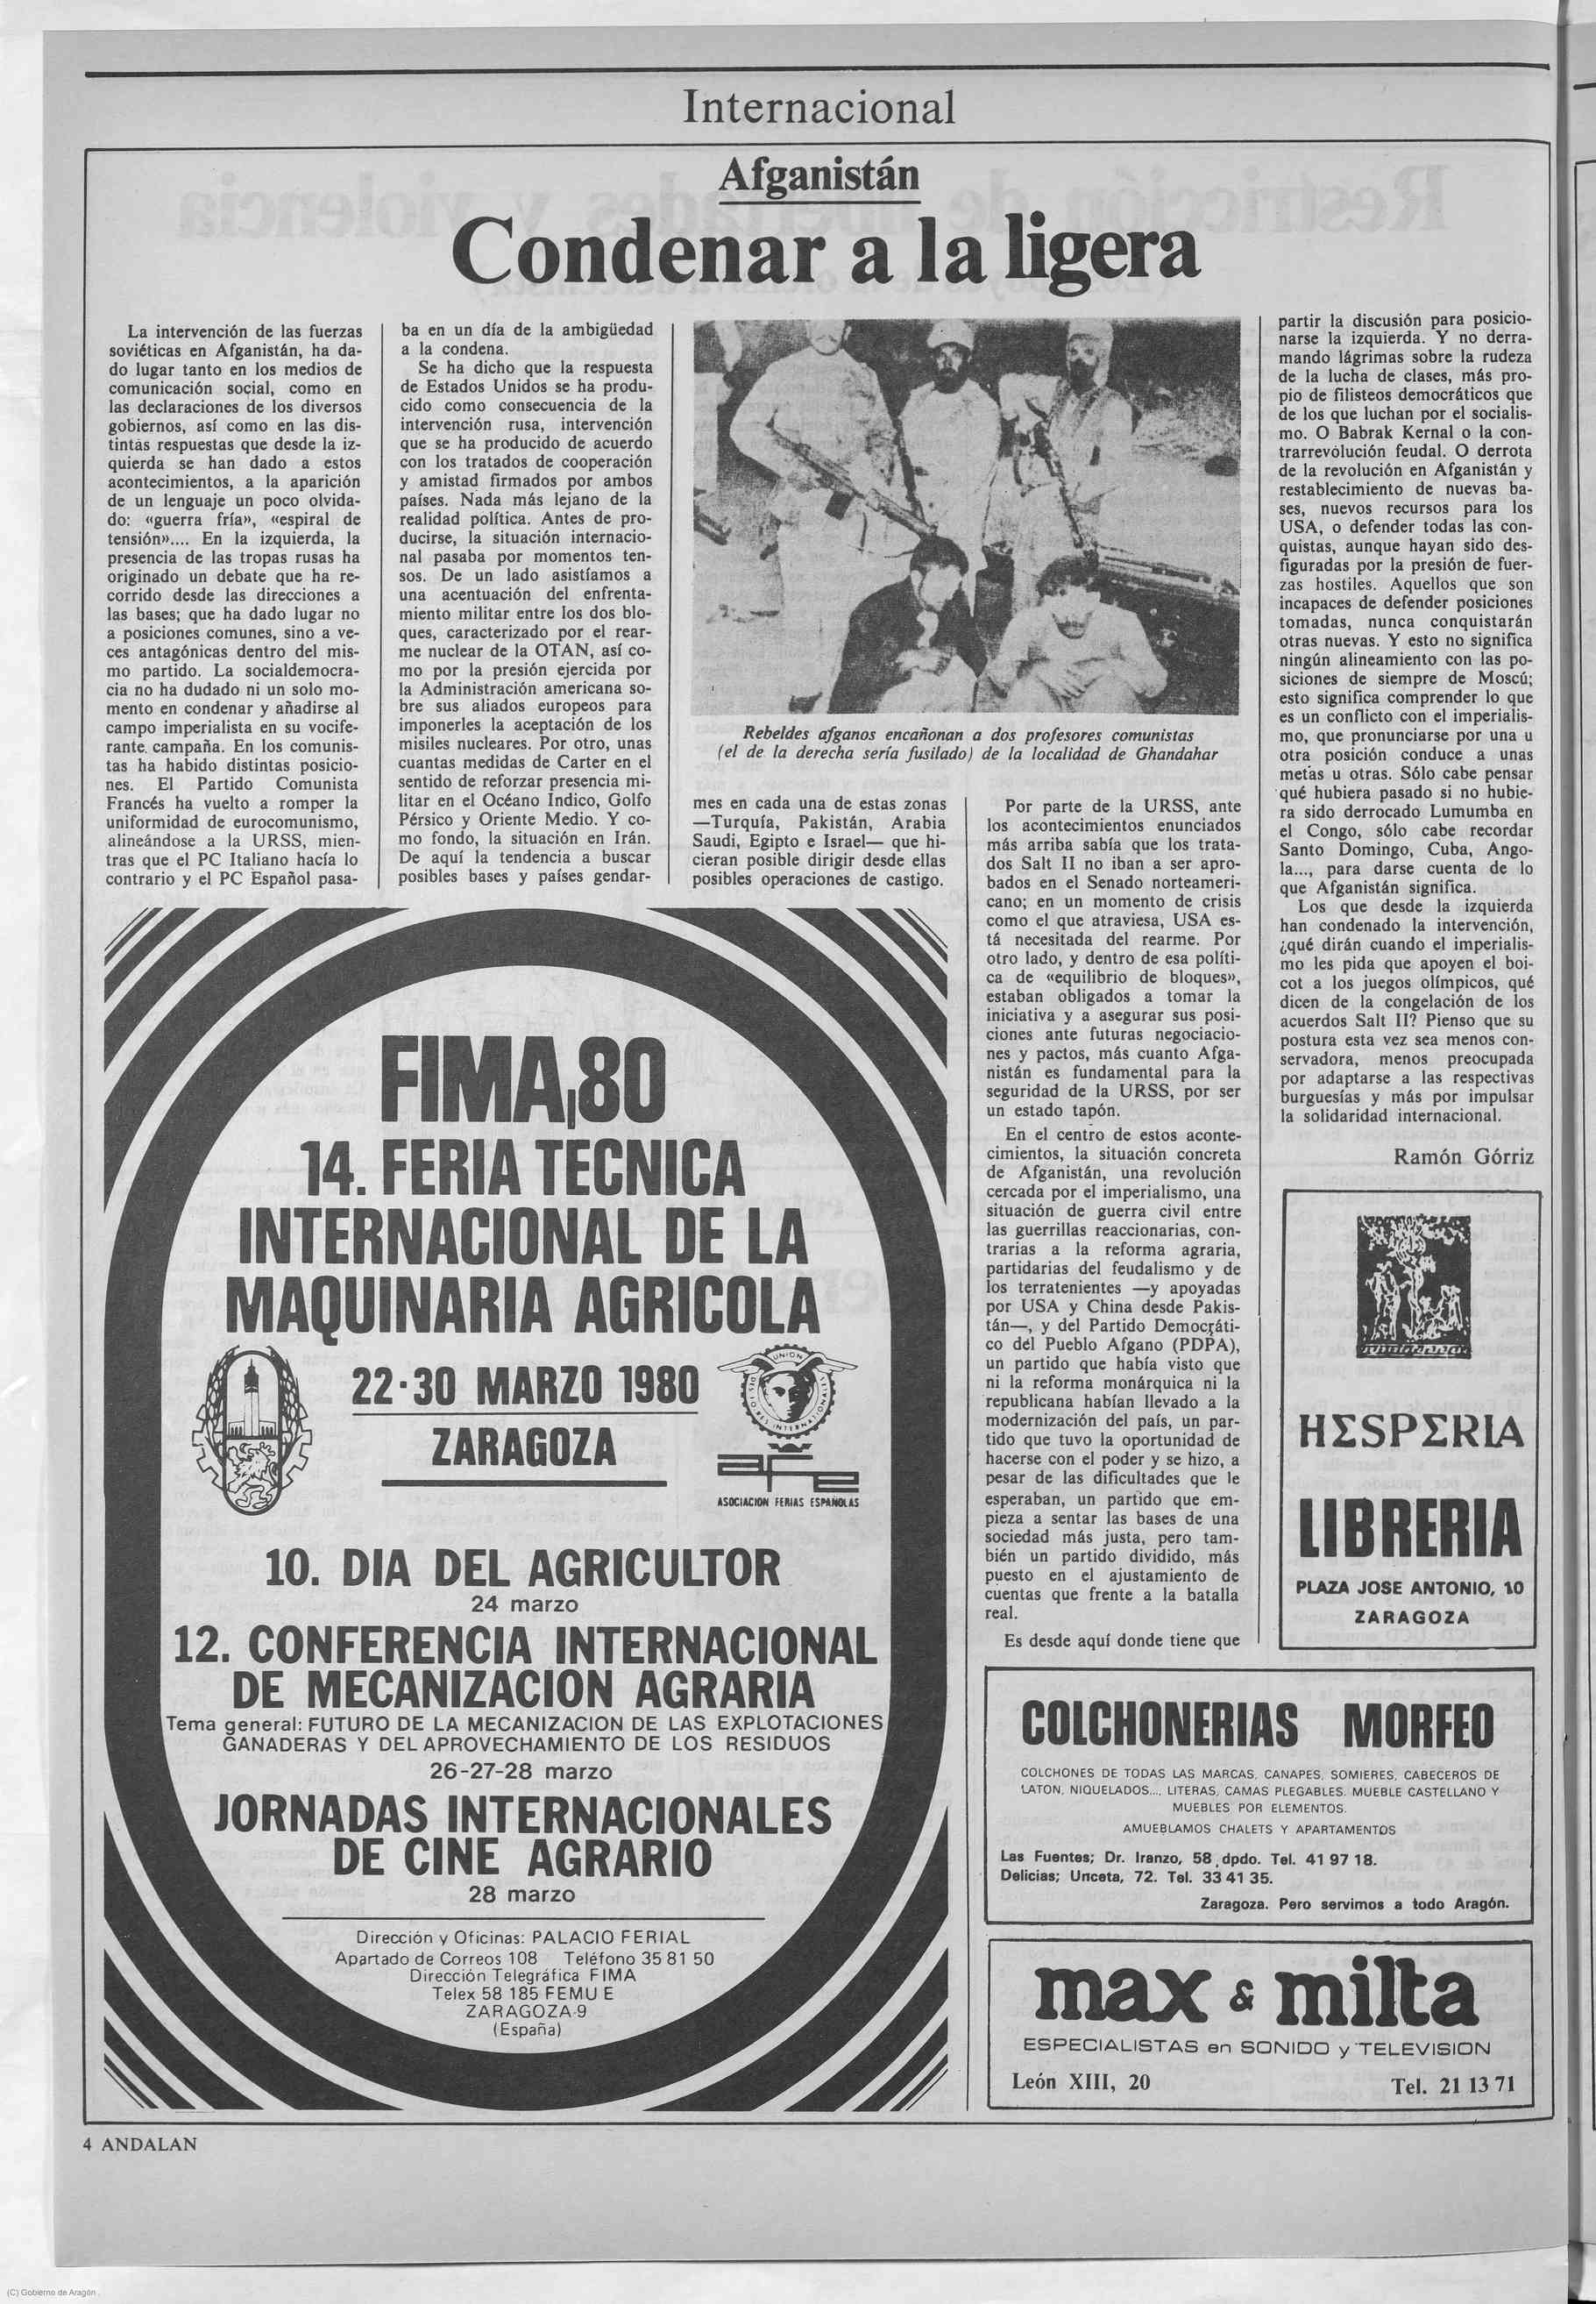 Internacional
Afganistán
Condenar a la ligera
La intervención de las fuerzas
soviéticas en Afganistán, ha da-
do lugar tanto en los medios de
comunicación social, como en
las declaraciones de los diversos
gobiernos, así como en las dis-
tintas respuestas que desde la iz-
quierda se han dado a estos
acontecimientos, a la aparición
de un lenguaje un poco olvida-
do: «guerra fría», «espiral de
tensión».... En la izquierda, la
presencia de las tropas rusas ha
originado un debate que ha re-
corrido desde las direcciones a
las bases; que ha dado lugar no
a posiciones comunes, sino a ve-
ces antagónicas dentro del mis-
mo partido. La socialdemocra-
cia no ha dudado ni un solo mo-
mento en condenar y añadirse al
campo imperialista en su vocife-
rante campaña. En los comunis-
tas ha habido distintas posicio-
nes. El Partido Comunista
Francés ha vuelto a romper la
uniformidad de eurocomunismo,
alineándose a la URSS, mien-
tras que el PC Italiano hacía lo
contrario y el PC Español pasa-
ba en un día de la ambigüedad
a la condena.
Se ha dicho que la respuesta
de Estados Unidos se ha produ-
cido como consecuencia de la
intervención rusa, intervención
que se ha producido de acuerdo
con los tratados de cooperación
y amistad firmados por ambos
países. Nada más lejano de la
realidad política. Antes de pro-
ducirse, la situación internacio-
nal pasaba por momentos ten-
sos. De un lado asistíamos a
una acentuación del enfrenta-
miento militar entre los dos blo-
ques, caracterizado por el rear-
me nuclear de la OTAN, así co-
mo por la presión ejercida por
la Administración americana so-
bre sus aliados europeos para
imponerles la aceptación de los
misiles nucleares. Por otro, unas
cuantas medidas de Carter en el
sentido de reforzar presencia mi-
litar en el Océano Indico, Golfo
Pérsico y Oriente Medio. Y co-
mo fondo, la situación en Irán.
De aquí la tendencia a buscar
posibles bases y países gendar-
Rebeldes afganos encañonan a dos profesores comunistas
(el de la derecha sería fusilado) de la localidad de Ghandahar
mes en cada una de estas zonas
—Turquía, Pakistán, Arabia
Saudi, Egipto e Israel— que hi-
cieran posible dirigir desde ellas
posibles operaciones de castigo.
Por parte de la URSS, ante
los acontecimientos enunciados
más arriba sabía que los trata-
dos Salt II no iban a ser apro-
bados en el Senado norteameri-
cano; en un momento de crisis
como el que atraviesa, USA es-
tá necesitada del rearme. Por
otro lado, y dentro de esa políti-
ca de «equilibrio de bloques»,
estaban obligados a tomar la
iniciativa y a asegurar sus posi-
ciones ante futuras negociacio-
nes y pactos, más cuanto Afga-
nistán es fundamental para la
seguridad de la URSS, por ser
un estado tapón.
En el centro de estos aconte-
cimientos, la situación concreta
de Afganistán, una revolución
cercada por el imperialismo, una
situación de guerra civil entre
las guerrillas reaccionarias, con-
trarias a la reforma agraria,
partidarias del feudalismo y de
los terratenientes —y apoyadas
por USA y China desde Pakis-
tán—, y del Partido Democráti-
co del Pueblo Afgano (PDPA),
un partido que había visto que
ni la reforma monárquica ni la
republicana habían llevado a la
modernización del país, un par-
tido que tuvo la oportunidad de
hacerse con el poder y se hizo, a
pesar de las dificultades que le
esperaban, un partido que em-
pieza a sentar las bases de una
sociedad más justa, pero tam-
bién un partido dividido, más
puesto en el ajustamiento de
cuentas que frente a la batalla
real.
Es desde aquí donde tiene que
partir la discusión para posicio-
narse la izquierda. Y no derra-
mando lágrimas sobre la rudeza
de la lucha de clases, más pro-
pio de filisteos democráticos que
de los que luchan por el socialis-
mo. O Babrak Kernal o la con-
trarrevolución feudal. O derrota
de la revolución en Afganistán y
restablecimiento de nuevas ba-
ses, nuevos recursos para los
USA, o defender todas las con-
quistas, aunque hayan sido des-
figuradas por la presión de fuer-
zas hostiles. Aquellos que son
incapaces de defender posiciones
tomadas, nunca conquistarán
otras nuevas. Y esto no significa
ningún alineamiento con las po-
siciones de siempre de Moscú;
esto significa comprender lo que
es un conflicto con el imperialis-
mo, que pronunciarse por una u
otra posición conduce a unas
metas u otras. Sólo cabe pensar
qué hubiera pasado si no hubie-
ra sido derrocado Lumumba en
el Congo, sólo cabe recordar
Santo Domingo, Cuba, Ango-
la..., para darse cuenta de lo
que Afganistán significa.
Los que desde la izquierda
han condenado la intervención,
¿qué dirán cuando el imperialis-
mo les pida que apoyen el boi-
cot a los juegos olímpicos, qué
dicen de la congelación de los
acuerdos Salt II? Pienso que su
postura esta vez sea menos con-
servadora, menos preocupada
por adaptarse a las respectivas
burguesías y más por impulsar
la solidaridad internacional.
Ramón Górriz
FIMA,80
14. FERIA TECNICA
INTERNACIONAL DE LA
MAQUINARIA AGRICOLA
22-30 MARZO 1980
ZARAGOZA
UNION DES FOIRES INTERNATIONALES
afe
ASOCIACION FERIAS ESPAÑOLAS
10. DIA DEL AGRICULTOR
24 marzo
12. CONFERENCIA INTERNACIONAL
DE MECANIZACION AGRARIA
Tema general: FUTURO DE LA MECANIZACION DE LAS EXPLOTACIONES
GANADERAS Y DEL APROVECHAMIENTO DE LOS RESIDUOS
26-27-28 marzo
JORNADAS INTERNACIONALES
DE CINE AGRARIO
28 marzo
Dirección y Oficinas: PALACIO FERIAL
Apartado de Correos 108 Teléfono 35 81 50
Dirección Telegráfica FIMA
Telex 58 185 FEMU E
ZARAGOZA-9
(España)
HΣSPΣRIA
LIBRERIA
PLAZA JOSE ANTONIO, 10
ZARAGOZA
COLCHONERIAS MORFEO
COLCHONES DE TODAS LAS MARCAS, CANAPES, SOMIERES, CABECEROS DE
LATON, NIQUELADOS..., LITERAS, CAMAS PLEGABLES, MUEBLE CASTELLANO Y
MUEBLES POR ELEMENTOS.
AMUEBLAMOS CHALETS Y APARTAMENTOS
Las Fuentes; Dr. Iranzo, 58, dpdo. Tel. 41 97 18.
Delicias; Unceta, 72. Tel. 33 41 35.
Zaragoza. Pero servimos a todo Aragón.
max & milta
ESPECIALISTAS en SONIDO y TELEVISION
León XIII, 20 Tel. 21 13 71
4 ANDALAN
(C) Gobierno de Aragón